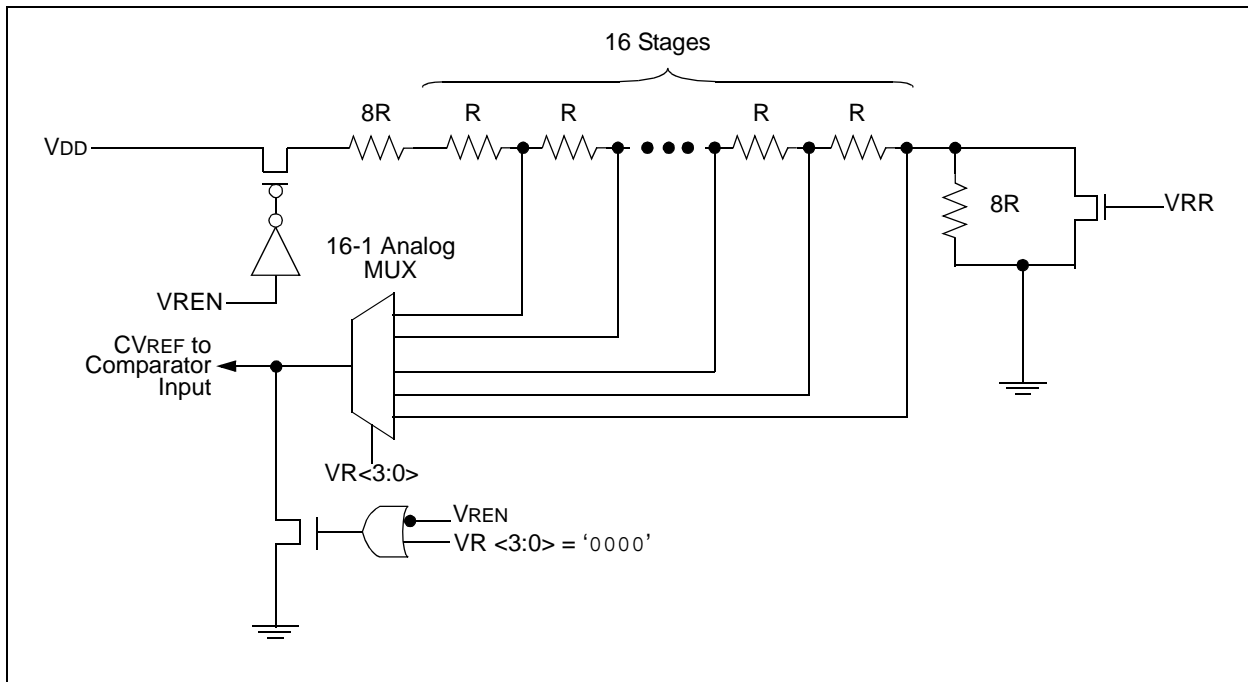 16 Stages
8R
R
R
R
R
VDD
8R
VRR
16-1 Analog
MUX
VREN
CVREF to
Comparator
Input
VR<3:0>
VREN
VR <3:0> = ‘0000’